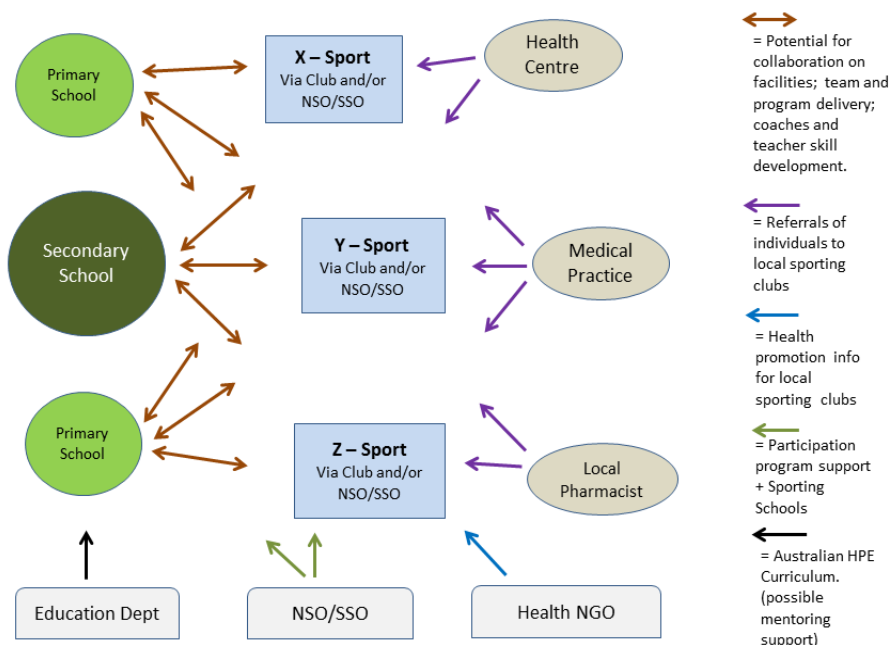 Primary
School
X – Sport
Via Club and/or
NSO/SSO
Health
Centre
Secondary
School
Y – Sport
Via Club and/or
NSO/SSO
Medical
Practice
Primary
School
Z – Sport
Via Club and/or
NSO/SSO
Local
Pharmacist
Education Dept
NSO/SSO
Health NGO
= Potential for
collaboration on
facilities; team and
program delivery;
coaches and
teacher skill
development.
= Referrals of
individuals to
local sporting
clubs
= Health
promotion info
for local
sporting clubs
= Participation
program support
+ Sporting
Schools
= Australian HPE
Curriculum.
(possible
mentoring
support)